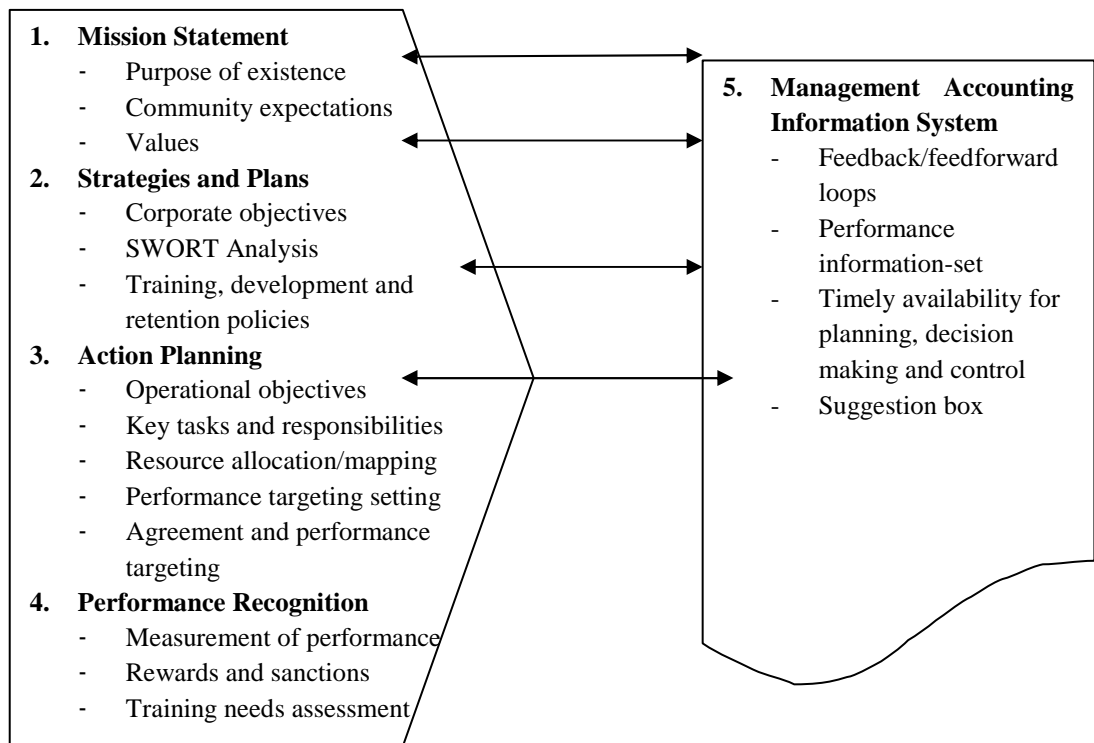 1. Mission Statement
- Purpose of existence
- Community expectations
- Values
2. Strategies and Plans
- Corporate objectives
- SWORT Analysis
- Training, development and
retention policies
3. Action Planning
- Operational objectives
- Key tasks and responsibilities
- Resource allocation/mapping
- Performance targeting setting
- Agreement and performance
targeting
4. Performance Recognition
- Measurement of performance
- Rewards and sanctions
- Training needs assessment
5. Management Accounting
Information System
- Feedback/feedforward
loops
- Performance
information-set
- Timely availability for
planning, decision
making and control
- Suggestion box